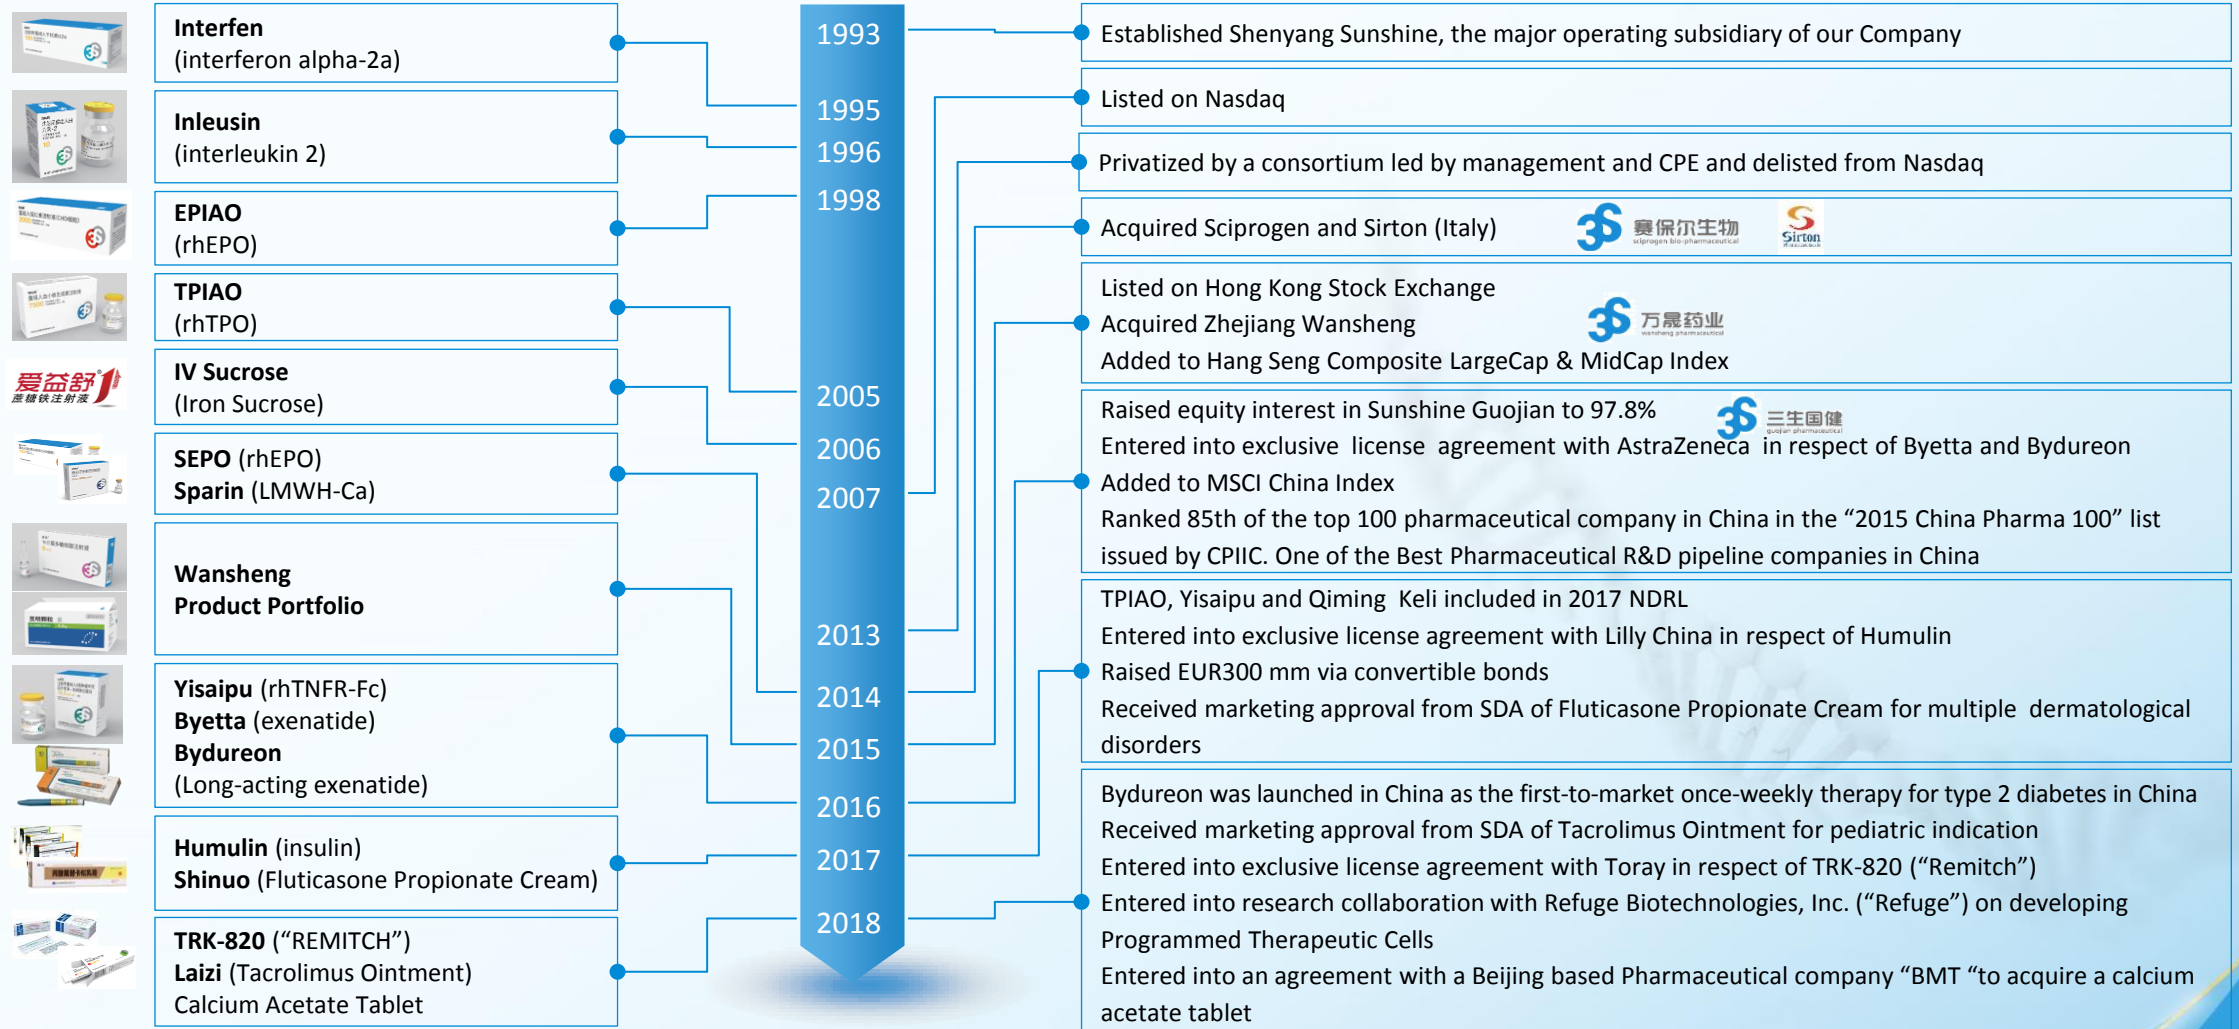 Interfen
(interferon alpha-2a)
Inleusin
(interleukin 2)
EPIAO
(rhEPO)
TPIAO
(rhTPO)
IV Sucrose
(Iron Sucrose)
SEPO (rhEPO)
Sparin (LMWH-Ca)
Wansheng
Product Portfolio
Yisaipu (rhTNFR-Fc)
Byetta (exenatide)
Bydureon
(Long-acting exenatide)
Humulin (insulin)
Shinuo (Fluticasone Propionate Cream)
TRK-820 (“REMITCH”)
Laizi (Tacrolimus Ointment)
Calcium Acetate Tablet
爱益舒
蔗糖铁注射液
1993
1995
1996
1998
2005
2006
2007
2013
2014
2015
2016
2017
2018
Established Shenyang Sunshine, the major operating subsidiary of our Company
Listed on Nasdaq
Privatized by a consortium led by management and CPE and delisted from Nasdaq
Acquired Sciprogen and Sirton (Italy)
3S 赛保尔生物
sciprogen bio-pharmaceutical
Sirton
Listed on Hong Kong Stock Exchange
Acquired Zhejiang Wansheng
Added to Hang Seng Composite LargeCap & MidCap Index
3S 万晟药业
wansheng pharmaceutical
Raised equity interest in Sunshine Guojian to 97.8%
3S 三生国健
guojian pharmaceutical
Entered into exclusive license agreement with AstraZeneca in respect of Byetta and Bydureon
Added to MSCI China Index
Ranked 85th of the top 100 pharmaceutical company in China in the “2015 China Pharma 100” list
issued by CPIIC. One of the Best Pharmaceutical R&D pipeline companies in China
TPIAO, Yisaipu and Qiming Keli included in 2017 NDRL
Entered into exclusive license agreement with Lilly China in respect of Humulin
Raised EUR300 mm via convertible bonds
Received marketing approval from SDA of Fluticasone Propionate Cream for multiple dermatological
disorders
Bydureon was launched in China as the first-to-market once-weekly therapy for type 2 diabetes in China
Received marketing approval from SDA of Tacrolimus Ointment for pediatric indication
Entered into exclusive license agreement with Toray in respect of TRK-820 (“Remitch”)
Entered into research collaboration with Refuge Biotechnologies, Inc. (“Refuge”) on developing
Programmed Therapeutic Cells
Entered into an agreement with a Beijing based Pharmaceutical company “BMT “to acquire a calcium
acetate tablet